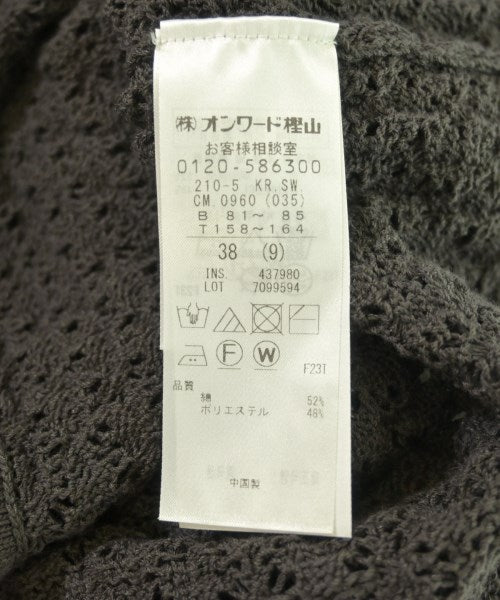 (株)オンワード樫山
お客様相談室
0120-586300
210-5 KR.SW.
CM.0960 (035)
B 81～ 85
T158～164
38 (9)
INS. 437980
LOT 7099594
F W
F23I
品質
綿 52%
ポリエステル 48%
中国製